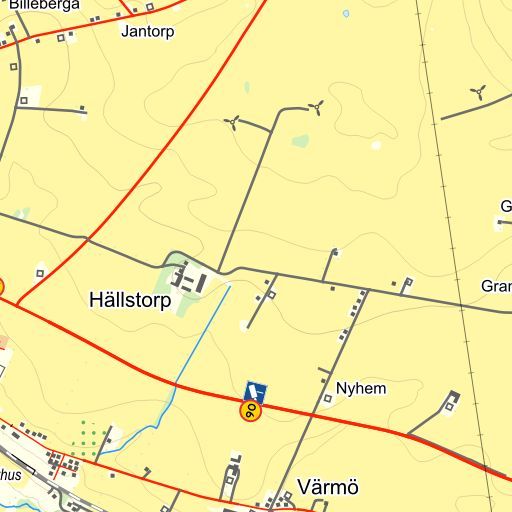 Billeberga
Jantorp
G
Gran
Hällstorp
Nyhem
90
hus
Värmö